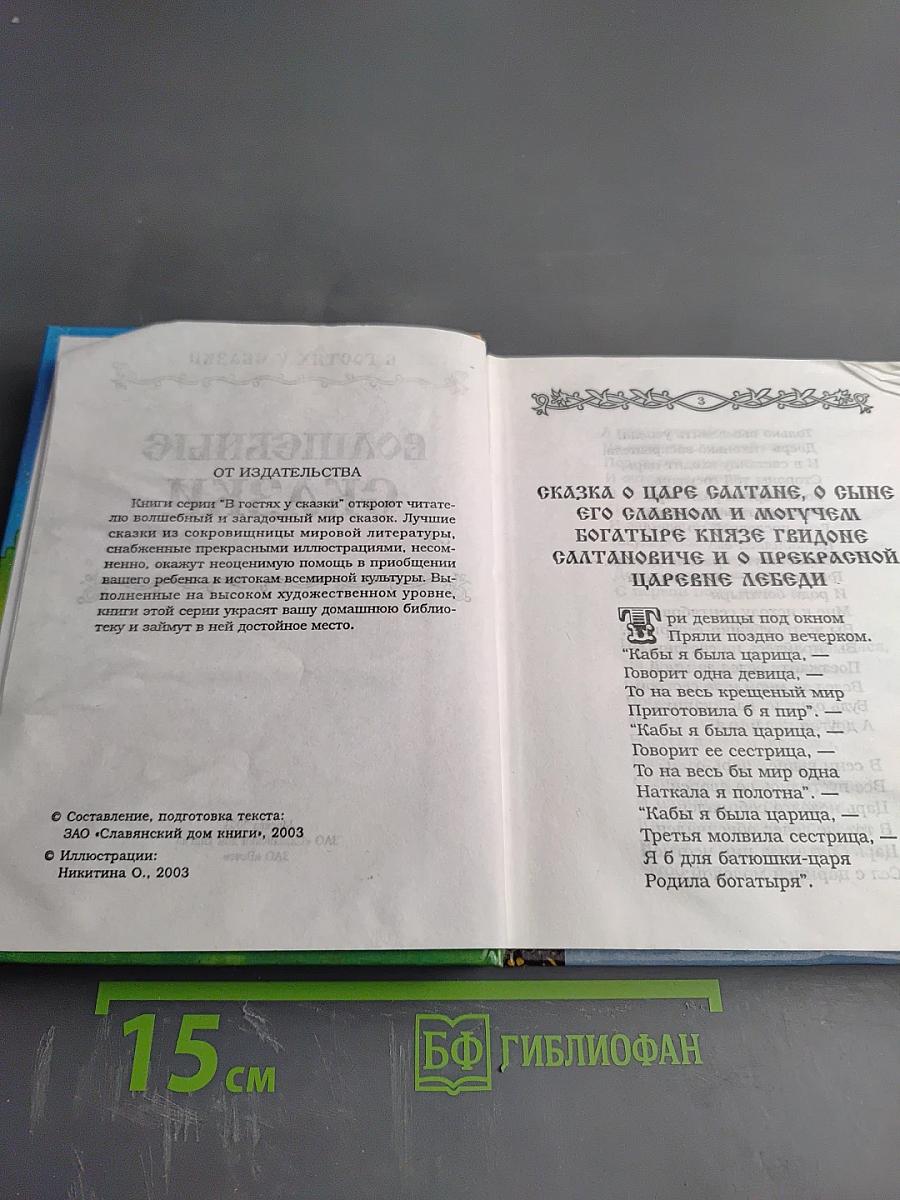 ОТ ИЗДАТЕЛЬСТВА
Книги серии "В гостях у сказки" откроют читате-
лю волшебный и загадочный мир сказок. Лучшие
сказки из сокровищницы мировой литературы,
снабженные прекрасными иллюстрациями, несом-
ненно, окажут неоценимую помощь в приобщении
вашего ребенка к истокам всемирной культуры. Вы-
полненные на высоком художественном уровне,
книги этой серии украсят вашу домашнюю библио-
теку и займут в ней достойное место.
© Составление, подготовка текста:
ЗАО «Славянский дом книги», 2003
© Иллюстрации:
Никитина О., 2003
3
СКАЗКА О ЦАРЕ САЛТАНЕ, О СЫНЕ
ЕГО СЛАВНОМ И МОГУЧЕМ
БОГАТЫРЕ КНЯЗЕ ГВИДОНЕ
САЛТАНОВИЧЕ И О ПРЕКРАСНОЙ
ЦАРЕВНЕ ЛЕБЕДИ
Три девицы под окном
Пряли поздно вечерком.
"Кабы я была царица, —
Говорит одна девица, —
То на весь крещеный мир
Приготовила б я пир". —
"Кабы я была царица, —
Говорит ее сестрица, —
То на весь бы мир одна
Наткала я полотна". —
"Кабы я была царица, —
Третья молвила сестрица, —
Я б для батюшки-царя
Родила богатыря".
15 см
БФ ГИБЛИОФАН